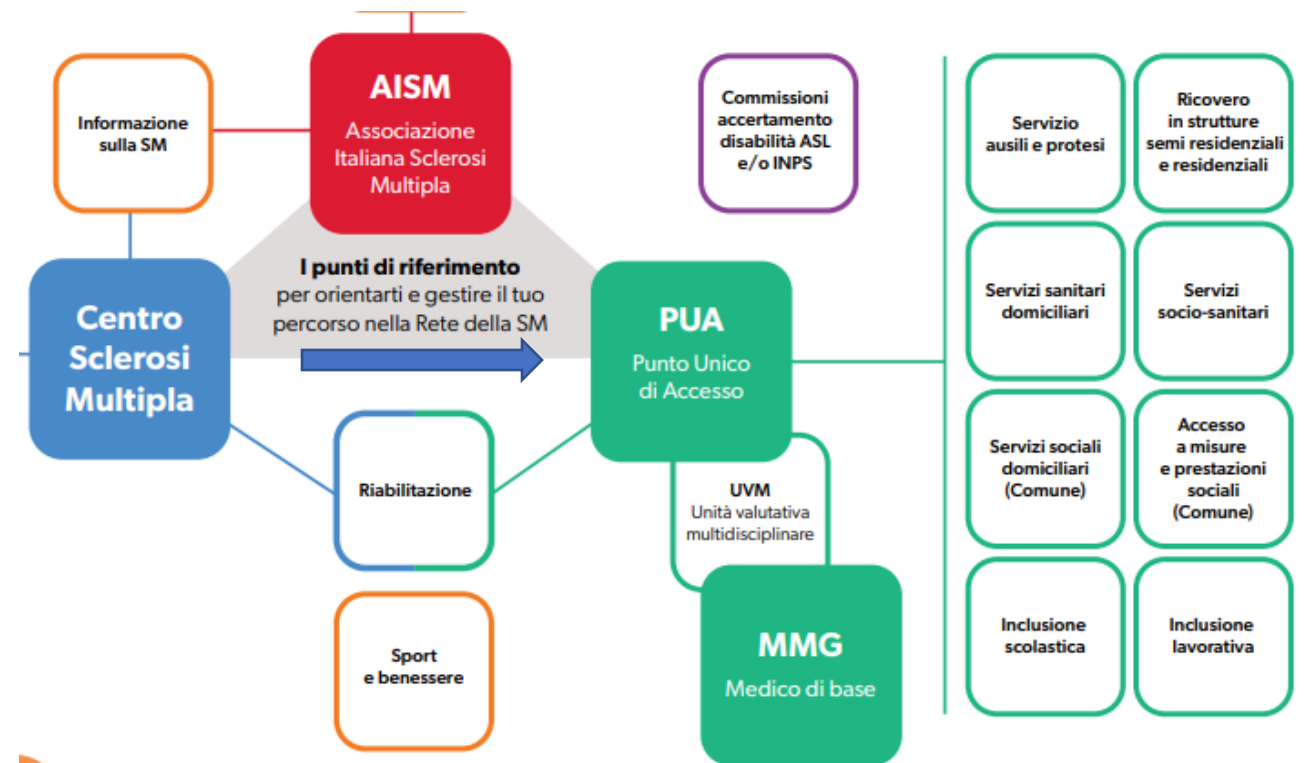 AISM
Associazione
Italiana Sclerosi
Multipla
Informazione
sulla SM
Commissioni
accertamento
disabilità ASL
e/o INPS
Servizio
ausili e protesi
Ricovero
in strutture
semi residenziali
e residenziali
I punti di riferimento
per orientarti e gestire il tuo
percorso nella Rete della SM
Centro
Sclerosi
Multipla
PUA
Punto Unico
di Accesso
Servizi sanitari
domiciliari
Servizi
socio-sanitari
Riabilitazione
UVM
Unità valutativa
multidisciplinare
Servizi sociali
domiciliari
(Comune)
Accesso
a misure
e prestazioni
sociali
(Comune)
Sport
e benessere
MMG
Medico di base
Inclusione
scolastica
Inclusione
lavorativa